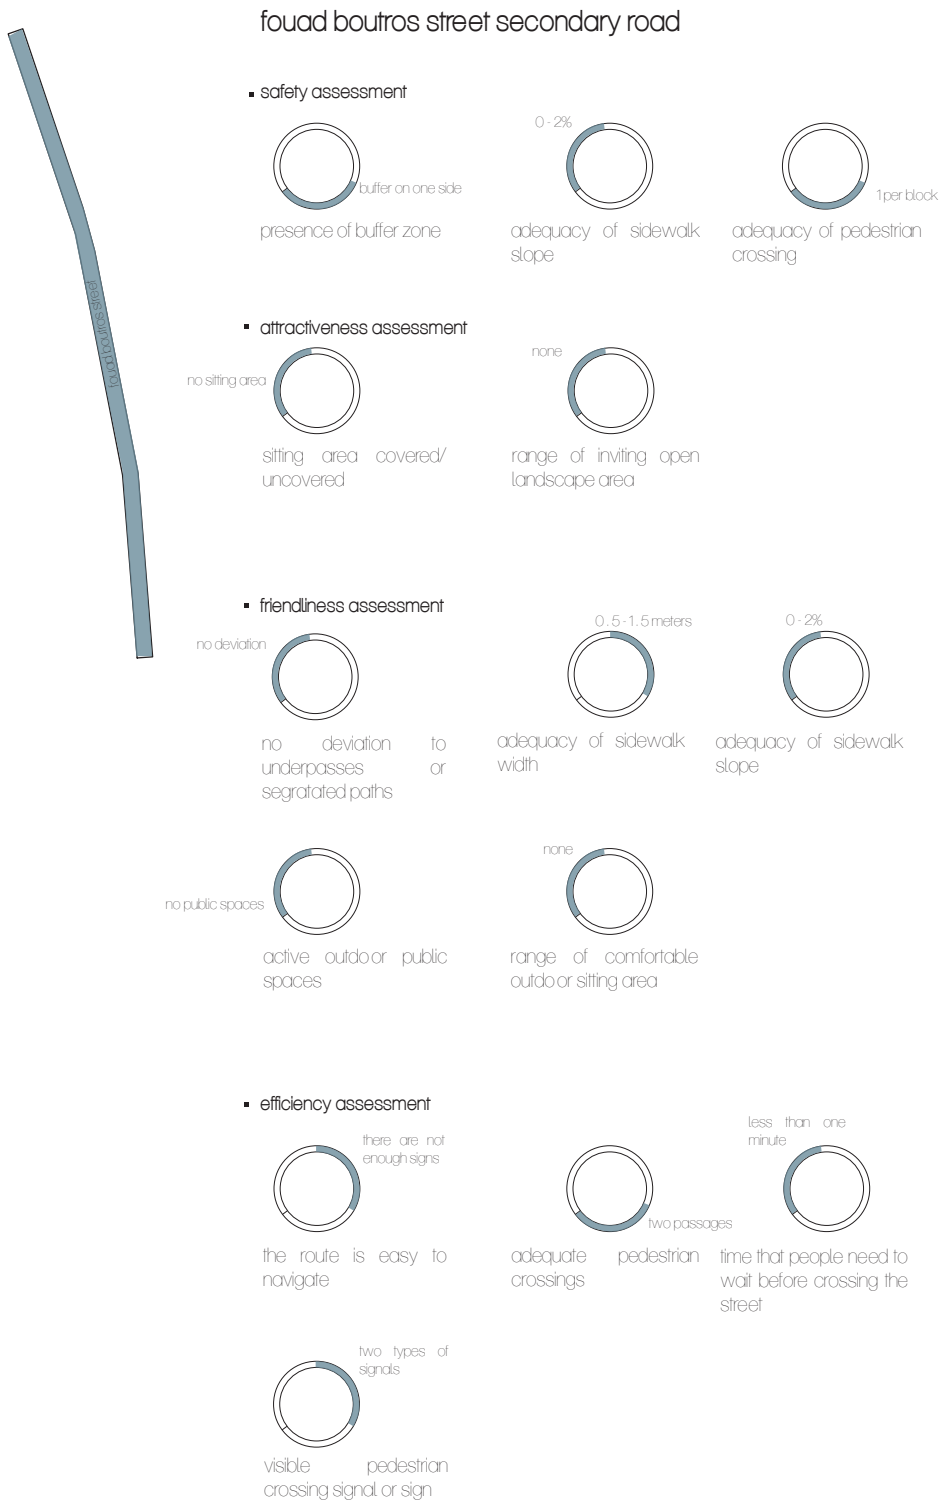 fouad boutros street secondary road
fouad boutros street
safety assessment
buffer on one side
presence of buffer zone
0 - 2%
adequacy of sidewalk
slope
1 per block
adequacy of pedestrian
crossing
attractiveness assessment
no sitting area
sitting area covered/
uncovered
none
range of inviting open
landscape area
friendliness assessment
no deviation
no deviation to
underpasses or
segratated paths
0.5 - 1.5 meters
adequacy of sidewalk
width
0 - 2%
adequacy of sidewalk
slope
no public spaces
active outdoor public
spaces
none
range of comfortable
outdoor sitting area
efficiency assessment
there are not
enough signs
the route is easy to
navigate
two passages
adequate pedestrian
crossings
less than one
minute
time that people need to
wait before crossing the
street
two types of
signals
visible pedestrian
crossing signal or sign